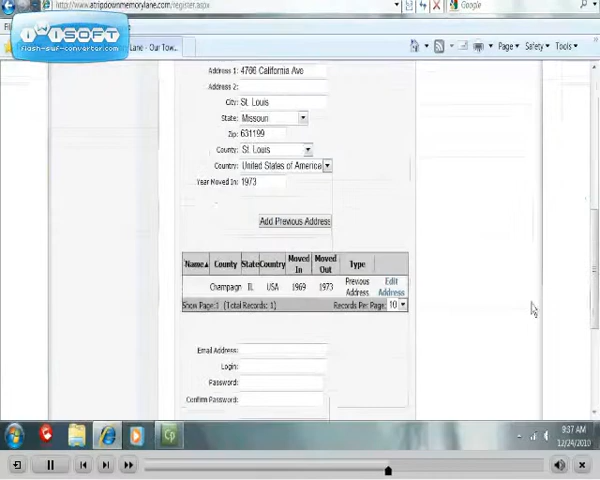 http://www.atripdownmemorylane.com/register.aspx
Google
iWiSOFT
flash-swf-converter.com
Lane - Our Tow...
Page
Safety
Tools
Address 1: 4766 California Ave
Address 2:
City: St. Louis
State: Missouri
Zip: 631199
County: St. Louis
Country: United States of America
Year Moved In: 1973
Add Previous Address
Name County State Country Moved In Moved Out Type
Champaign IL USA 1969 1973 Previous Address Edit Address
Show Page: 1 (Total Records: 1) Records Per Page: 10
Email Address:
Login:
Password:
Confirm Password:
9:37 AM
12/24/2010